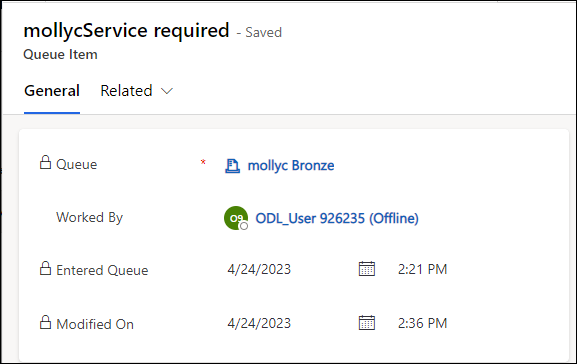 mollycService required - Saved
Queue Item
General Related
Queue * mollyc Bronze
Worked By O9 ODL_User 926235 (Offline)
Entered Queue 4/24/2023 2:21 PM
Modified On 4/24/2023 2:36 PM